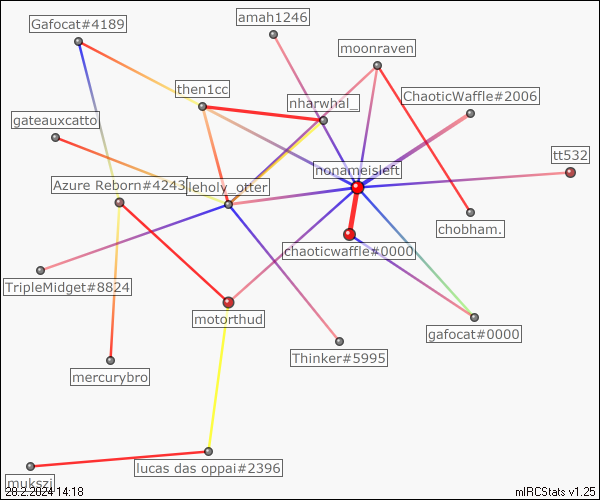 amah1246
Gafocat#4189
moonraven
then1cc
nharwhal_
ChaoticWaffle#2006
gateauxcatto
tt532
nonameisleft
Azure Reborn#4243
leholy_otter
chobham.
chaoticwaffle#0000
TripleMidget#8824
motorthud
gafocat#0000
Thinker#5995
mercurybro
lucas das oppai#2396
mukszi
20.2.2024 14:18
mIRCStats v1.25